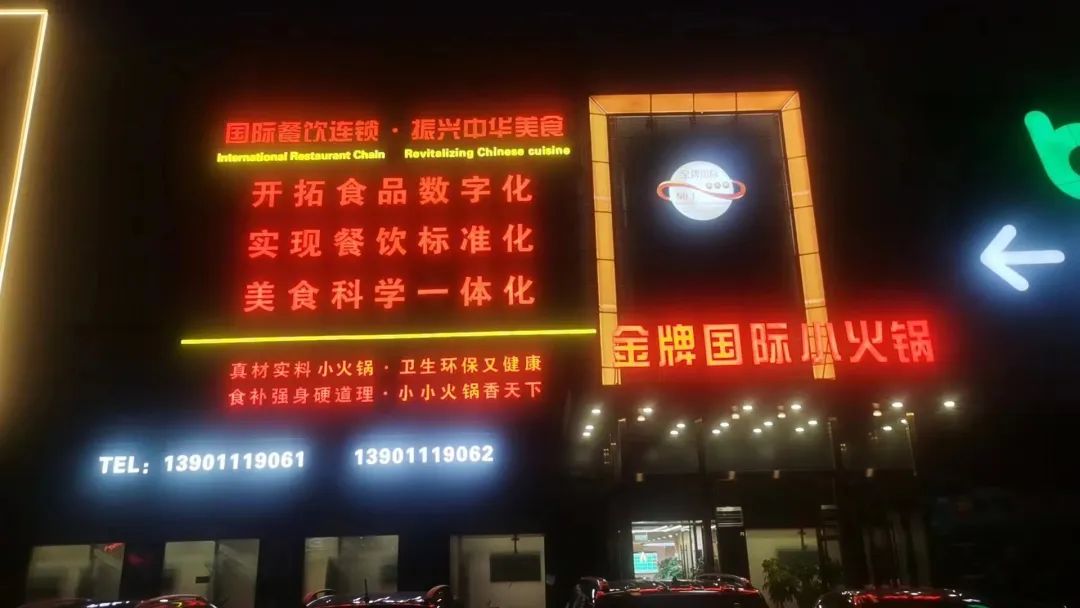 国际餐饮连锁·振兴中华美食
International Restaurant Chain Revitalizing Chinese cuisine
开拓食品数字化
实现餐饮标准化
美食科学一体化
真材实料小火锅·卫生环保又健康
食补强身硬道理·小小火锅香天下
TEL：13901119061 13901119062
金牌国际
金牌国际小火锅